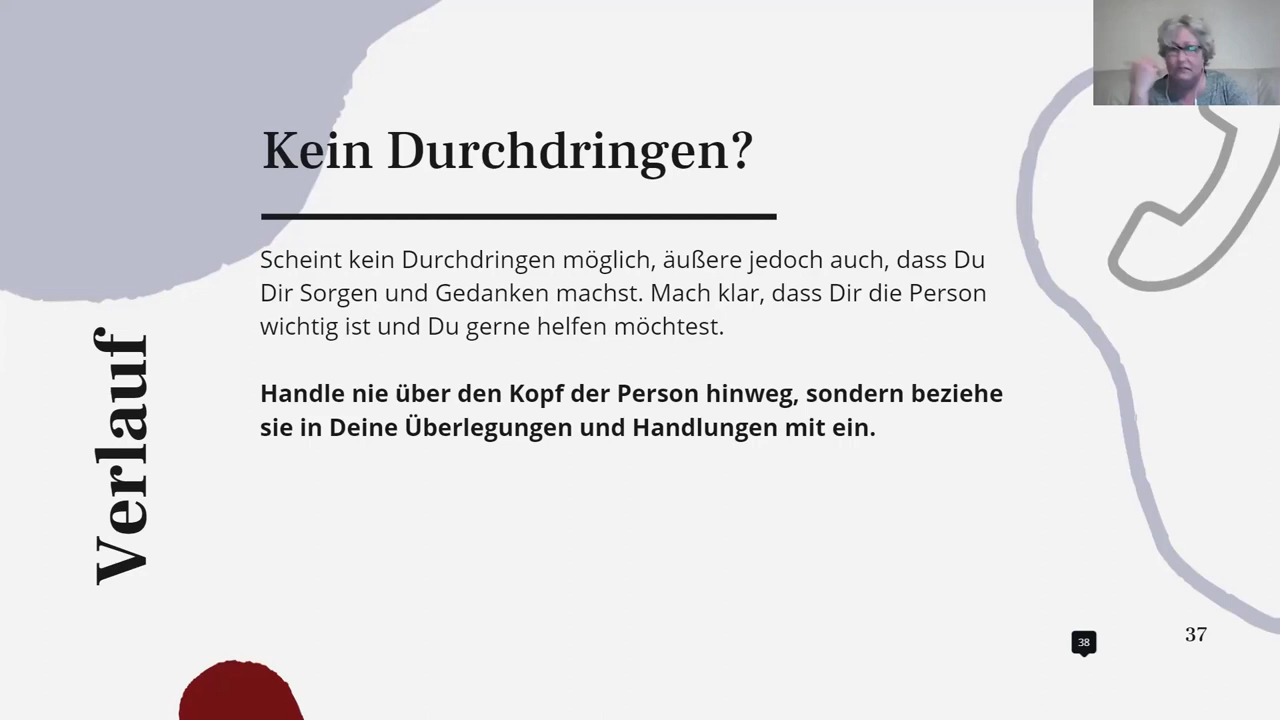 Kein Durchdringen?
Scheint kein Durchdringen möglich, äußere jedoch auch, dass Du
Dir Sorgen und Gedanken machst. Mach klar, dass Dir die Person
wichtig ist und Du gerne helfen möchtest.
Handle nie über den Kopf der Person hinweg, sondern beziehe
sie in Deine Überlegungen und Handlungen mit ein.
Verlauf
38
37